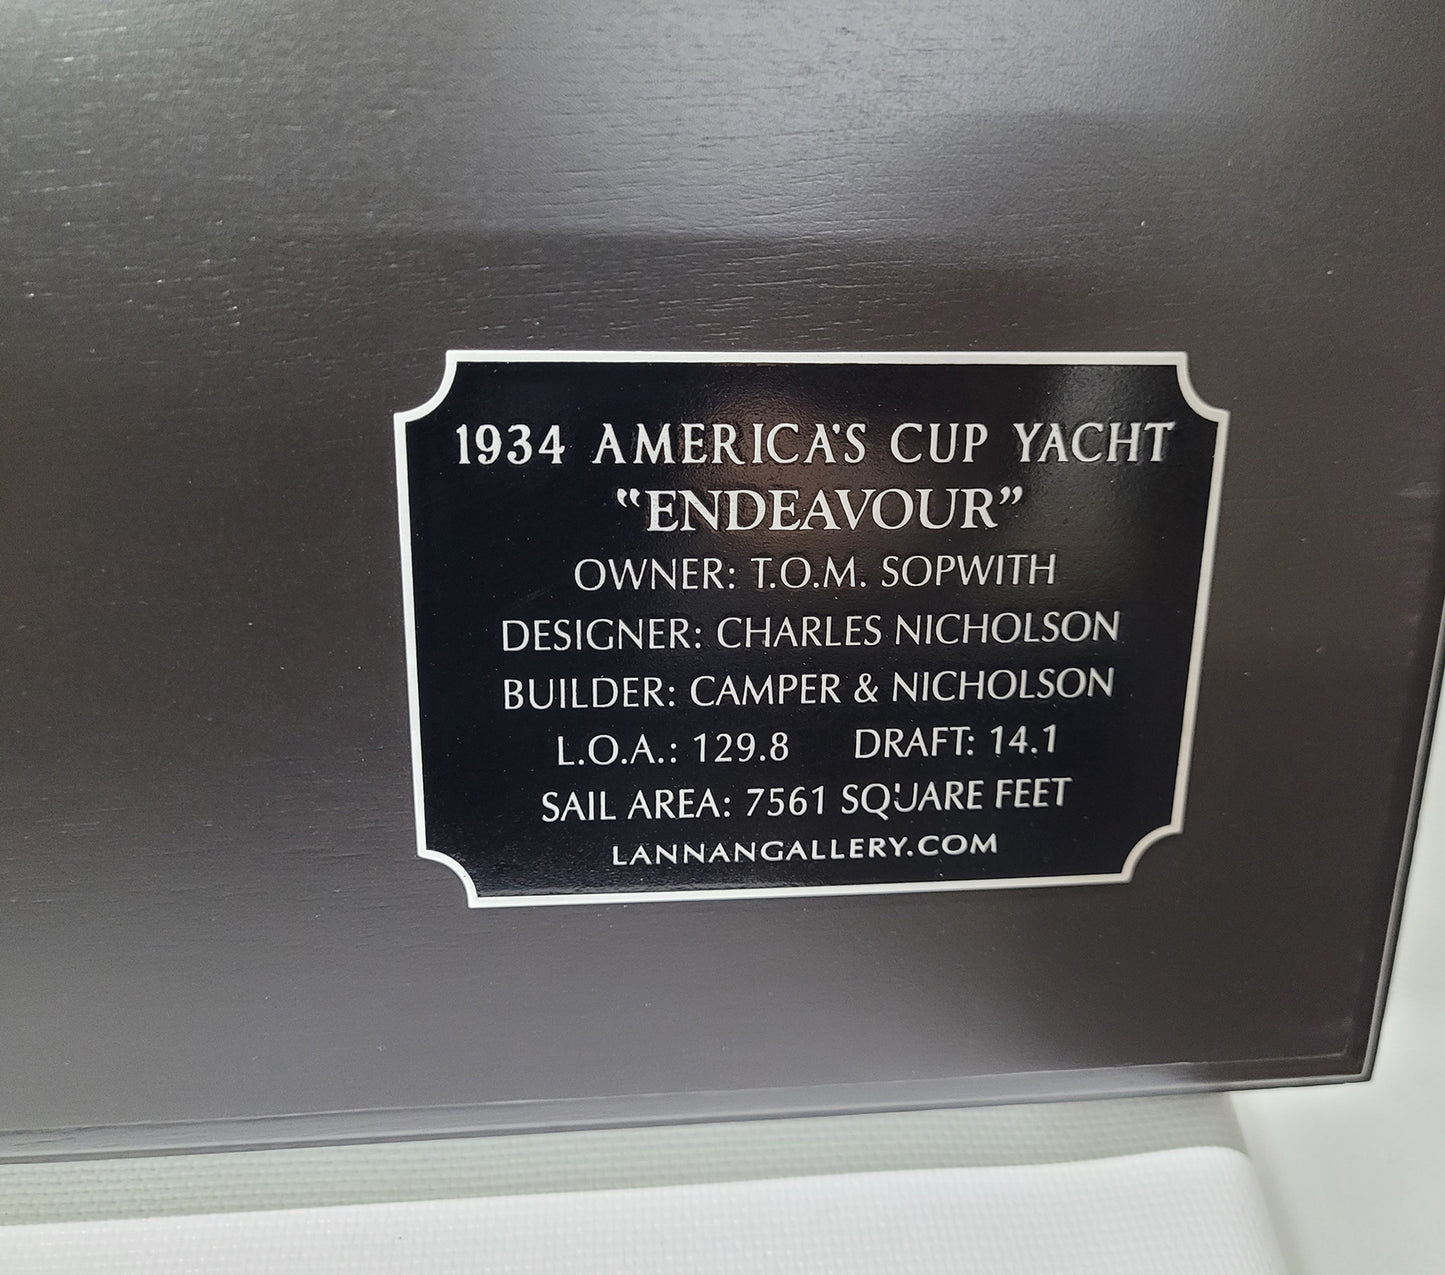 1934 AMERICA'S CUP YACHT
"ENDEAVOUR"
OWNER: T.O.M. SOPWITH
DESIGNER: CHARLES NICHOLSON
BUILDER: CAMPER & NICHOLSON
L.O.A.: 129.8 DRAFT: 14.1
SAIL AREA: 7561 SQUARE FEET
LANNANGALLERY.COM